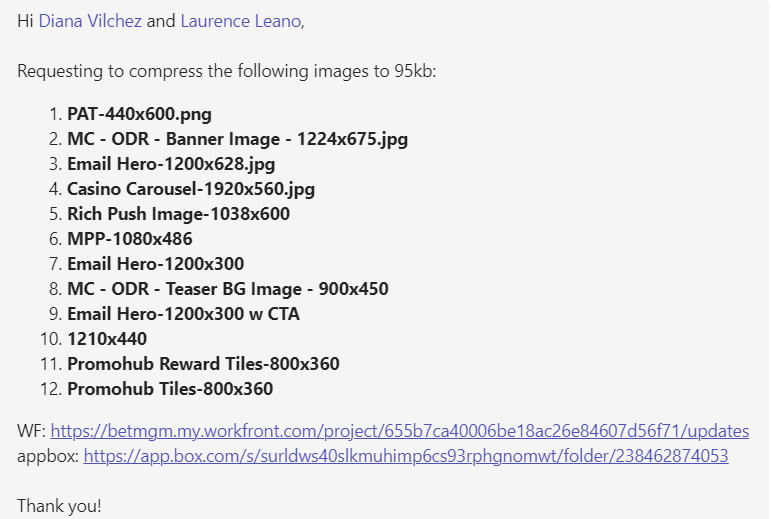 Hi Diana Vilchez and Laurence Leano,
Requesting to compress the following images to 95kb:
1. PAT-440x600.png
2. MC - ODR - Banner Image - 1224x675.jpg
3. Email Hero-1200x628.jpg
4. Casino Carousel-1920x560.jpg
5. Rich Push Image-1038x600
6. MPP-1080x486
7. Email Hero-1200x300
8. MC - ODR - Teaser BG Image - 900x450
9. Email Hero-1200x300 w CTA
10. 1210x440
11. Promohub Reward Tiles-800x360
12. Promohub Tiles-800x360
WF: https://betmgm.my.workfront.com/project/655b7ca40006be18ac26e84607d56f71/updates
appbox: https://app.box.com/s/surldws40slkmuhimp6cs93rphgnomwt/folder/238462874053
Thank you!